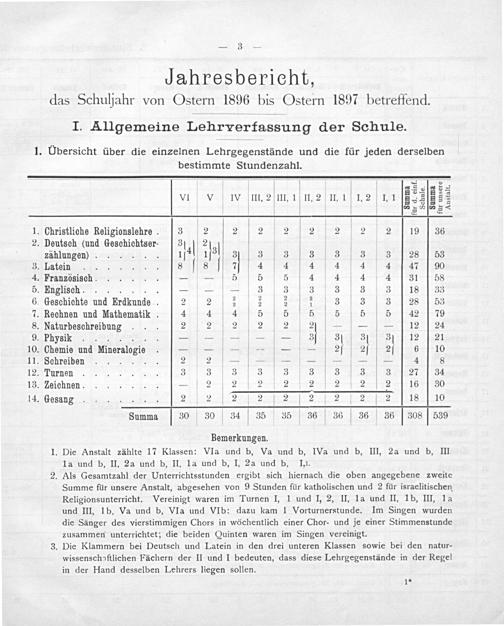 — 3 —
Jahresbericht,
das Schuljahr von Ostern 1896 bis Ostern 1897 betreffend.
I. Allgemeine Lehrverfassung der Schule.
1. Übersicht über die einzelnen Lehrgegenstände und die für jeden derselben
bestimmte Stundenzahl.
VI V IV III, 2 III, 1 II, 2 II, 1 I, 2 I, 1 Summa für d. einf. Schule. Summa für unsere Anstalt.
1. Christliche Religionslehre . 3 2 2 2 2 2 2 2 2 19 36
2. Deutsch (und Geschichtser- 3 } 4 2 } 3
zählungen) . . . . . . 1 1 3 3 3 3 3 3 3 28 53
3. Latein . . . . . . . . 8 8 7 4 4 4 4 4 4 47 90
4. Französisch . . . . . . — — 5 5 5 4 4 4 4 31 58
5. Englisch . . . . . . . — — — 3 3 3 3 3 3 18 33
6. Geschichte und Erdkunde . 2 2 2 2 2 2 2 2 2 1 3 3 3 28 53
7. Rechnen und Mathematik . 4 4 4 5 5 5 5 5 5 42 79
8. Naturbeschreibung . . . 2 2 2 2 2 2 — — — 12 24
9. Physik . . . . . . . . — — — — — 3 3 3 3 12 21
10. Chemie und Mineralogie . — — — — — — 2 2 2 6 10
11. Schreiben . . . . . . . 2 2 — — — — — — — 4 8
12. Turnen . . . . . . . . 3 3 3 3 3 3 3 3 3 27 34
13. Zeichnen . . . . . . . — 2 2 2 2 2 2 2 2 16 30
14. Gesang . . . . . . . . 2 2 2 2 2 2 2 2 2 18 10
Summa 30 30 34 35 35 36 36 36 36 308 539
Bemerkungen.
1. Die Anstalt zählte 17 Klassen: VIa und b, Va und b, IVa und b, III, 2a und b, III
1a und b, II, 2a und b, II, 1a und b, I, 2a und b, I,1.
2. Als Gesamtzahl der Unterrichtsstunden ergibt sich hiernach die oben angegebene zweite
Summe für unsere Anstalt, abgesehen von 9 Stunden für katholischen und 2 für israelitischen
Religionsunterricht. Vereinigt waren im Turnen I, 1 und I, 2, II, 1a und II, 1b, III, 1a
und III, 1b, Va und b, VIa und VIb: dazu kam 1 Vorturnerstunde. Im Singen wurden
die Sänger des vierstimmigen Chors in wöchentlich einer Chor- und je einer Stimmenstunde
zusammen unterrichtet; die beiden Quinten waren im Singen vereinigt.
3. Die Klammern bei Deutsch und Latein in den drei unteren Klassen sowie bei den natur-
wissenschaftlichen Fächern der II und I bedeuten, dass diese Lehrgegenstände in der Regel
in der Hand desselben Lehrers liegen sollen.
1*